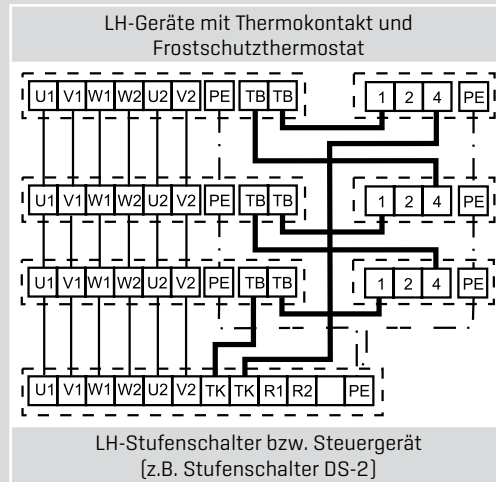 LH-Geräte mit Thermokontakt und
Frostschutzthermostat
U1 V1 W1 W2 U2 V2 PE TB TB 1 2 4 PE
U1 V1 W1 W2 U2 V2 PE TB TB 1 2 4 PE
U1 V1 W1 W2 U2 V2 PE TB TB 1 2 4 PE
U1 V1 W1 W2 U2 V2 TK TK R1 R2 PE
LH-Stufenschalter bzw. Steuergerät
(z.B. Stufenschalter DS-2)